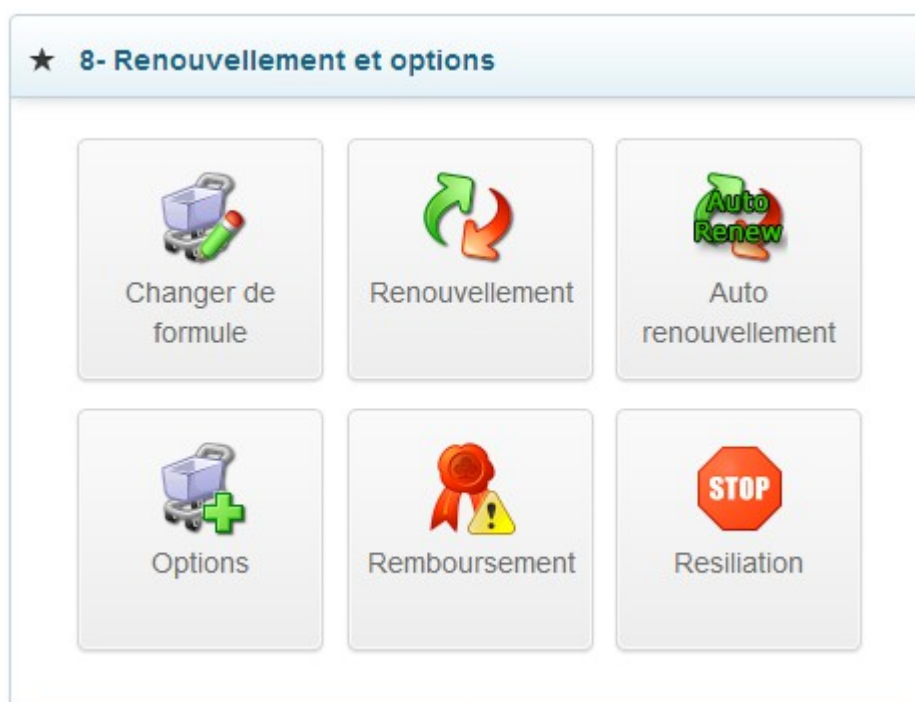 8- Renouvellement et options
Changer de
formule
Renouvellement
Auto
Renew
Auto
renouvellement
Options
Remboursement
STOP
Resiliation